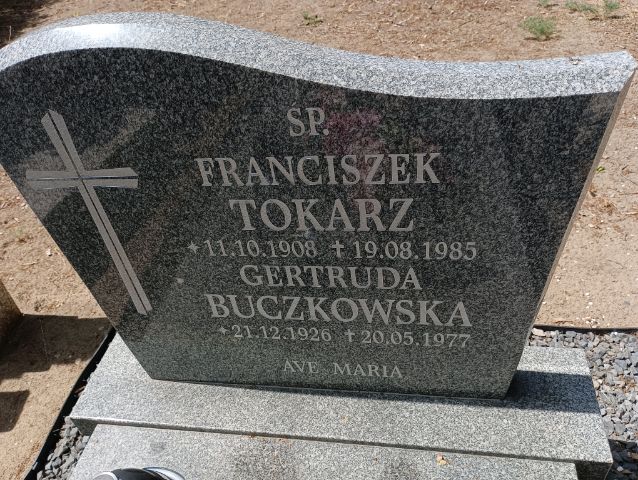 SP.
FRANCISZEK
TOKARZ
* 11.10.1908 ✝ 19.08.1985
GERTRUDA
BUCZKOWSKA
* 21.12.1926 ✝ 20.05.1977
AVE MARIA